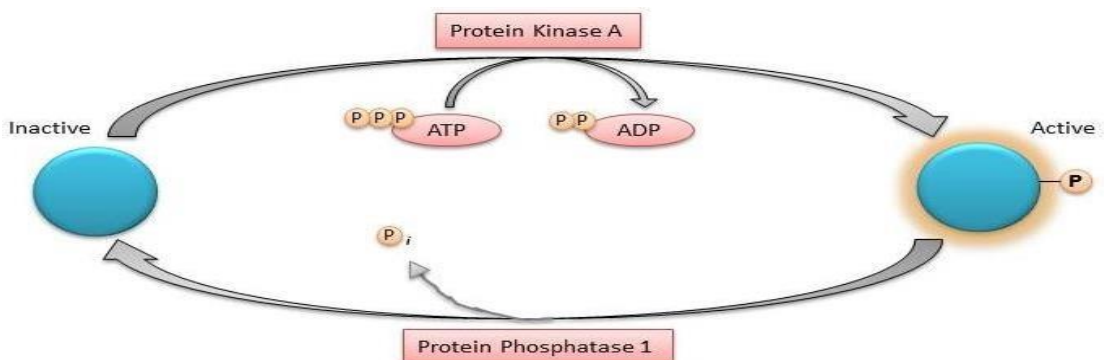 Protein Kinase A
Inactive
P P P
ATP
P P
ADP
Active
P
P i
Protein Phosphatase 1